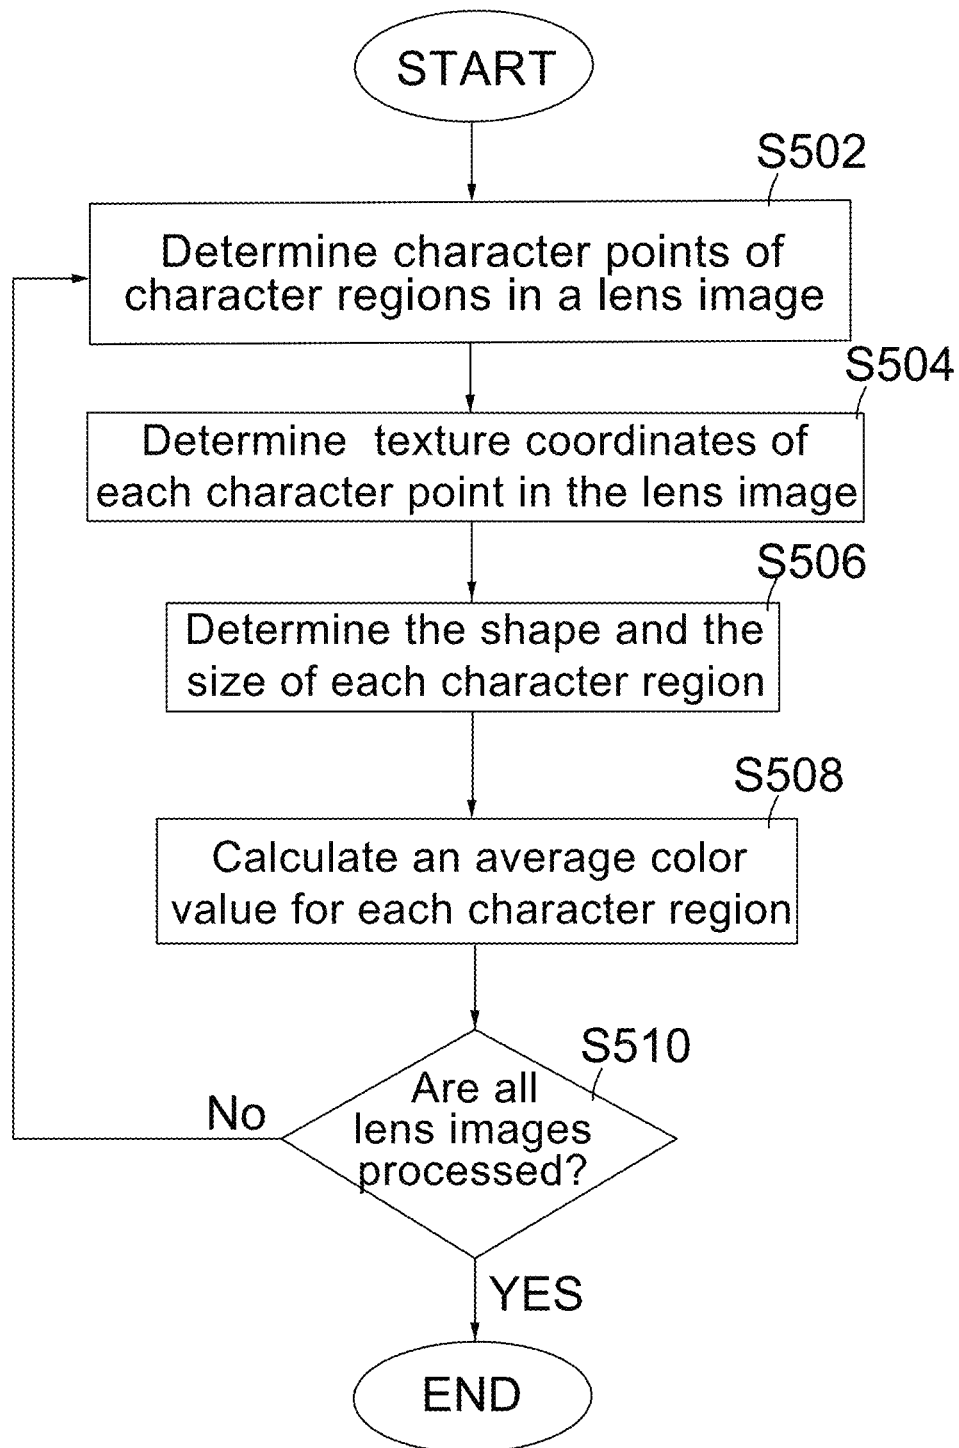 START
S502
Determine character points of
character regions in a lens image
S504
Determine texture coordinates of
each character point in the lens image
S506
Determine the shape and the
size of each character region
S508
Calculate an average color
value for each character region
S510
Are all
lens images
processed?
No
YES
END